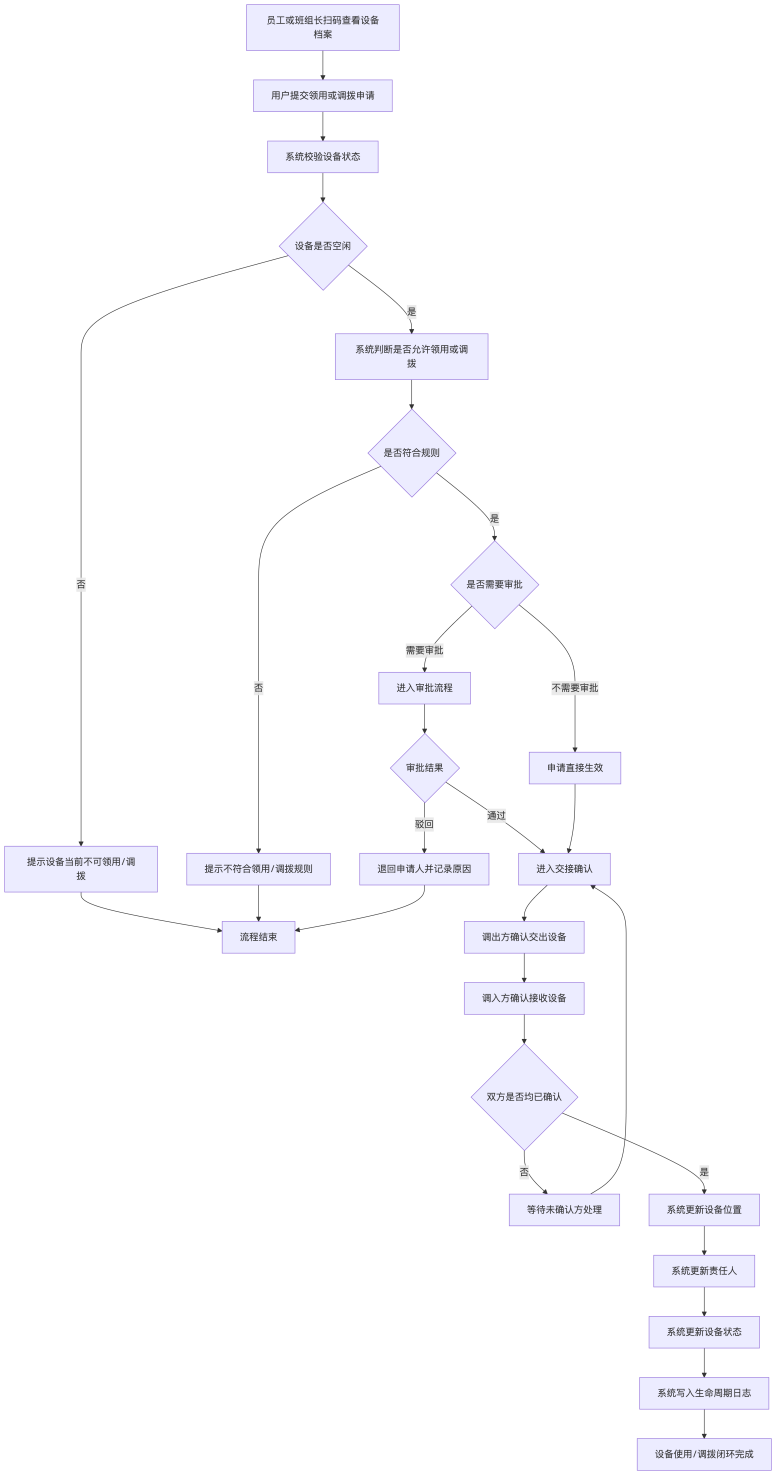 员工或班组长扫码查看设备
档案
用户提交领用或调拨申请
系统校验设备状态
设备是否空闲
是
系统判断是否允许领用或调
拨
是否符合规则
是
是否需要审批
否
需要审批
进入审批流程
否
不需要审批
审批结果
申请直接生效
通过
驳回
提示设备当前不可领用/调
拨
提示不符合领用/调拨规则
退回申请人并记录原因
进入交接确认
流程结束
调出方确认交出设备
调入方确认接收设备
双方是否均已确认
否
是
等待未确认方处理
系统更新设备位置
系统更新责任人
系统更新设备状态
系统写入生命周期日志
设备使用/调拨闭环完成